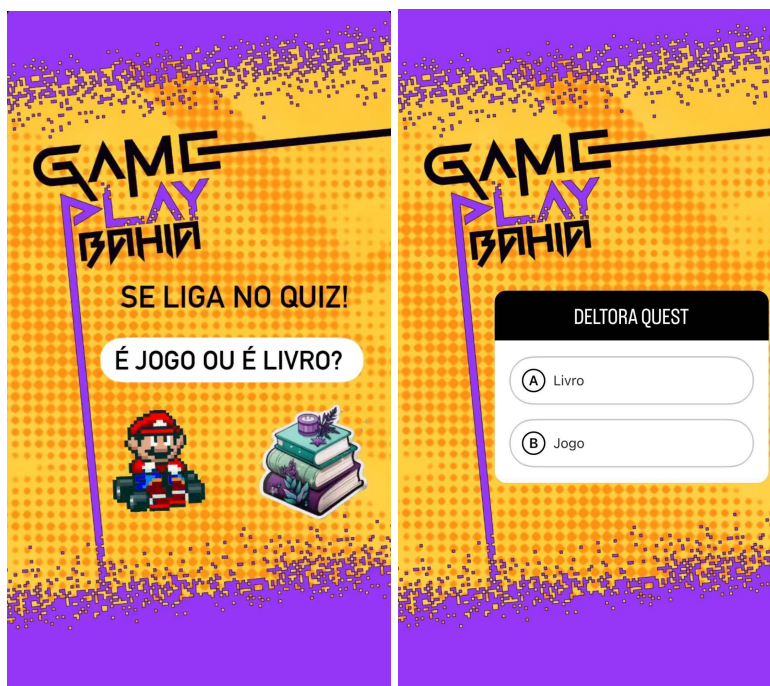 GAME
PLAY
BAHIA
SE LIGA NO QUIZ!
É JOGO OU É LIVRO?
GAME
PLAY
BAHIA
DELTORA QUEST
A Livro
B Jogo